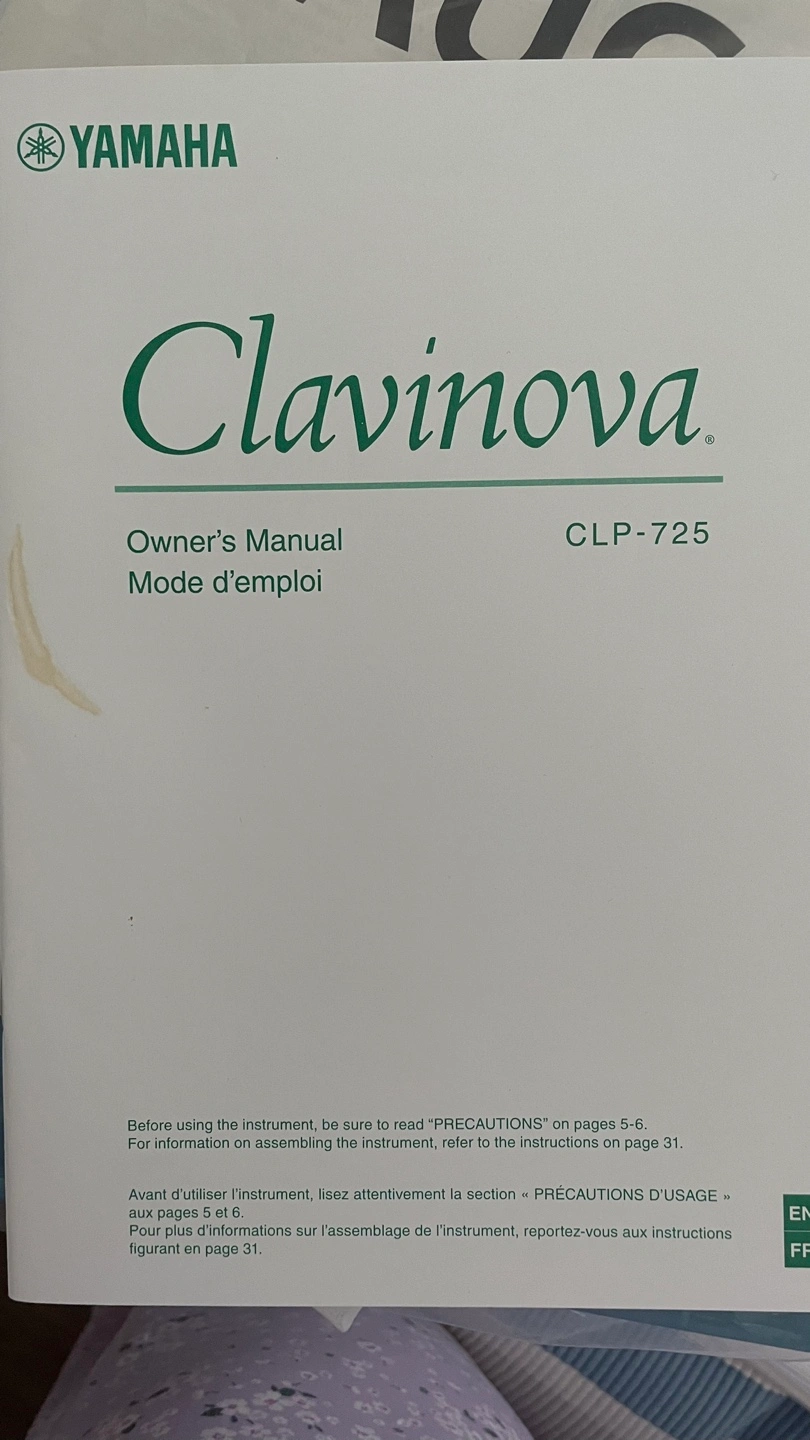 YAMAHA
Clavinova®
Owner's Manual
CLP-725
Mode d'emploi
Before using the instrument, be sure to read “PRECAUTIONS” on pages 5-6.
For information on assembling the instrument, refer to the instructions on page 31.
Avant d'utiliser l'instrument, lisez attentivement la section « PRÉCAUTIONS D'USAGE »
aux pages 5 et 6.
Pour plus d'informations sur l'assemblage de l'instrument, reportez-vous aux instructions
figurant en page 31.
EN
FR